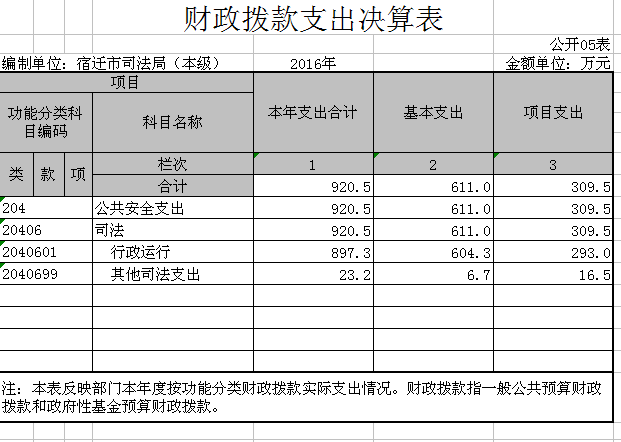 财政拨款支出决算表
公开05表
编制单位：宿迁市司法局（本级） 2016年 金额单位：万元
项目 本年支出合计 基本支出 项目支出
功能分类科目编码 科目名称
类 款 项 栏次 1 2 3
合计 920.5 611.0 309.5
204 公共安全支出 920.5 611.0 309.5
20406 司法 920.5 611.0 309.5
2040601 行政运行 897.3 604.3 293.0
2040699 其他司法支出 23.2 6.7 16.5
注：本表反映部门本年度按功能分类财政拨款实际支出情况。财政拨款指一般公共预算财政
拨款和政府性基金预算财政拨款。